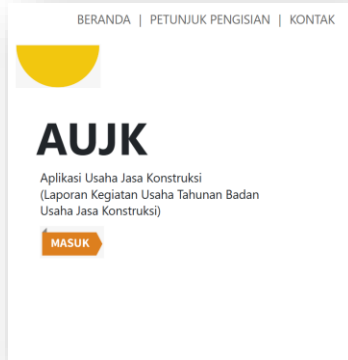 BERANDA | PETUNJUK PENGISIAN | KONTAK
AUJK
Aplikasi Usaha Jasa Konstruksi
(Laporan Kegiatan Usaha Tahunan Badan
Usaha Jasa Konstruksi)
MASUK